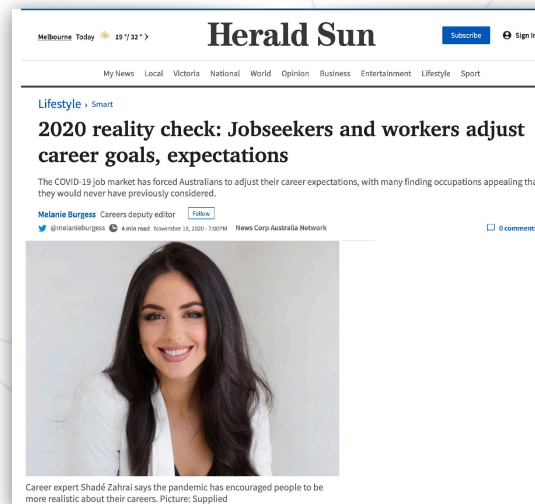 Melbourne Today 19°/32° >
Herald Sun
Subscribe
Sign In
My News Local Victoria National World Opinion Business Entertainment Lifestyle Sport
Lifestyle > Smart
2020 reality check: Jobseekers and workers adjust
career goals, expectations
The COVID-19 job market has forced Australians to adjust their career expectations, with many finding occupations appealing tha
they would never have previously considered.
Melanie Burgess Careers deputy editor Follow
@melanieburgess 4 min read November 18, 2020 - 7:00PM News Corp Australia Network
0 comments
Career expert Shadé Zahrai says the pandemic has encouraged people to be
more realistic about their careers. Picture: Supplied